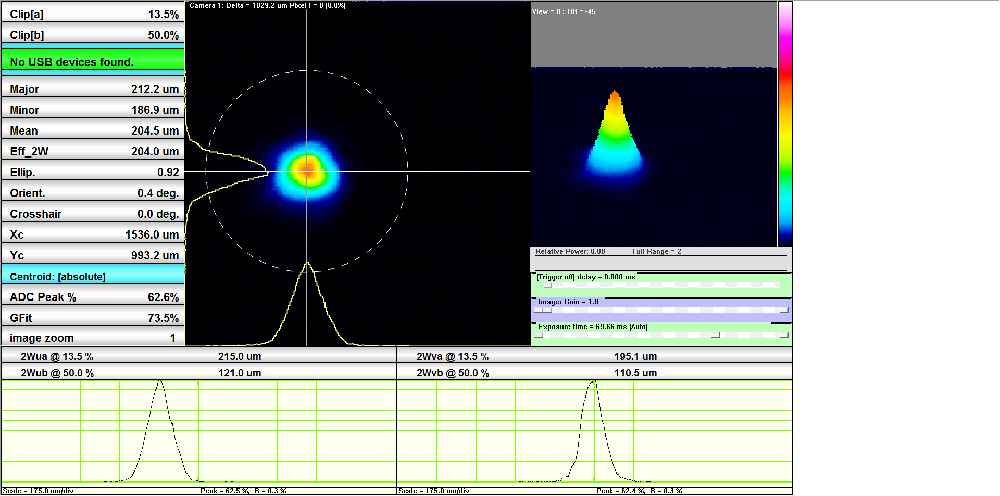 Clip[a] 13.5%
Clip[b] 50.0%
No USB devices found.
Major 212.2 um
Minor 186.9 um
Mean 204.5 um
Eff_2W 204.0 um
Ellip. 0.92
Orient. 0.4 deg.
Crosshair 0.0 deg.
Xc 1536.0 um
Yc 993.2 um
Centroid: [absolute]
ADC Peak % 62.6%
GFit 73.5%
image zoom 1
Camera 1: Delta = 1829.2 um Pixel I = 0 (0.0%)
View = 0 : Tilt = -45
Relative Power: 0.00 Full Range = 2
(Trigger off) delay = 0.000 ms
Imager Gain = 1.0
Exposure time = 69.66 ms (Auto)
2Wua @ 13.5 % 215.0 um
2Wub @ 50.0 % 121.0 um
2Wva @ 13.5 % 195.1 um
2Wvb @ 50.0 % 110.5 um
Scale = 175.0 um/div Peak = 62.5 %, B = 0.3 %
Scale = 175.0 um/div Peak = 62.4 %, B = 0.3 %